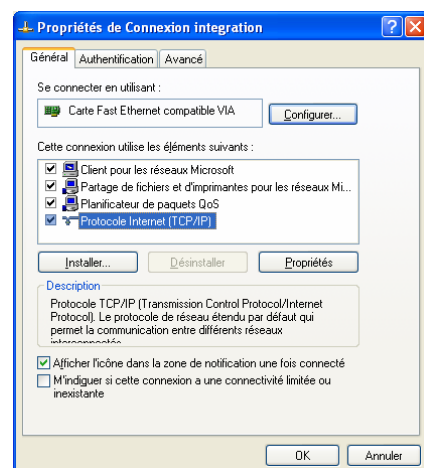 Propriétés de Connexion integration
Général Authentification Avancé
Se connecter en utilisant :
Carte Fast Ethernet compatible VIA
Configurer...
Cette connexion utilise les éléments suivants :
Client pour les réseaux Microsoft
Partage de fichiers et d'imprimantes pour les réseaux Mi...
Planificateur de paquets QoS
Protocole Internet (TCP/IP)
Installer... Désinstaller Propriétés
Description
Protocole TCP/IP (Transmission Control Protocol/Internet
Protocol). Le protocole de réseau étendu par défaut qui
permet la communication entre différents réseaux
interconnectés
Afficher l'icône dans la zone de notification une fois connecté
M'indiquer si cette connexion a une connectivité limitée ou
inexistante
OK Annuler